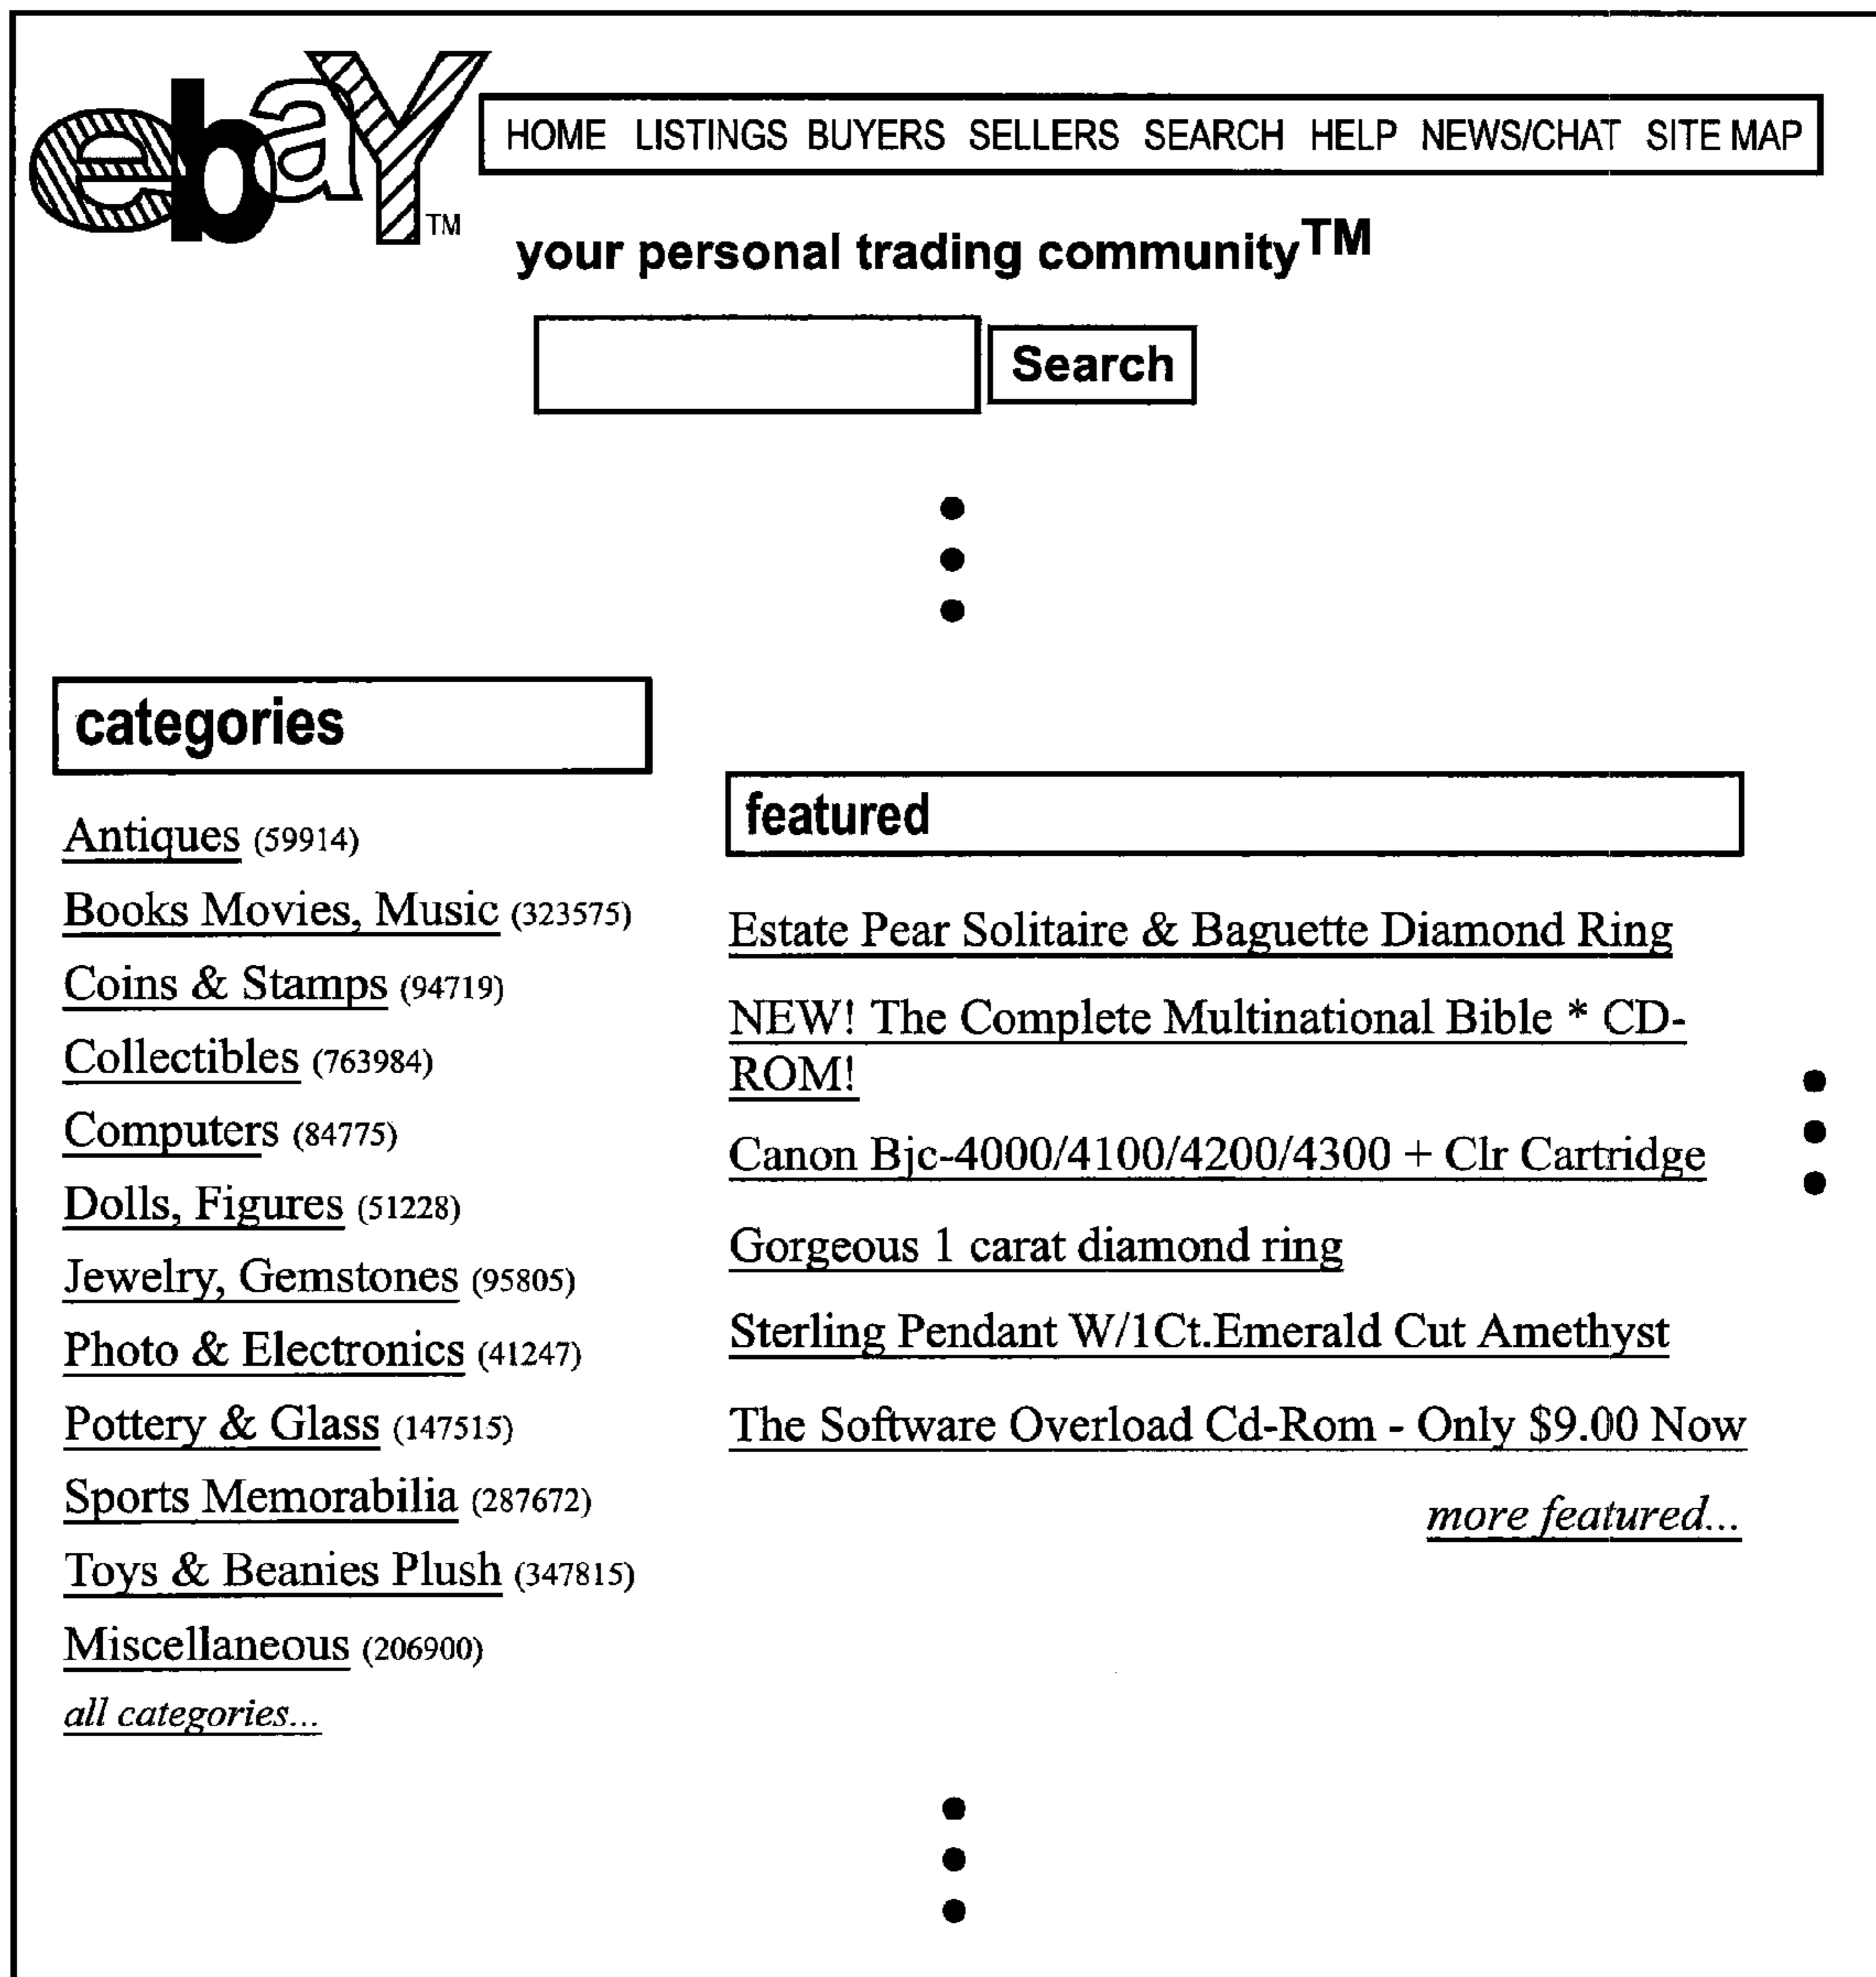 ebaY™
HOME LISTINGS BUYERS SELLERS SEARCH HELP NEWS/CHAT SITE MAP
your personal trading community™
Search
categories
Antiques (59914)
Books Movies, Music (323575)
Coins & Stamps (94719)
Collectibles (763984)
Computers (84775)
Dolls, Figures (51228)
Jewelry, Gemstones (95805)
Photo & Electronics (41247)
Pottery & Glass (147515)
Sports Memorabilia (287672)
Toys & Beanies Plush (347815)
Miscellaneous (206900)
all categories...
featured
Estate Pear Solitaire & Baguette Diamond Ring
NEW! The Complete Multinational Bible * CD-
ROM!
Canon Bjc-4000/4100/4200/4300 + Clr Cartridge
Gorgeous 1 carat diamond ring
Sterling Pendant W/1Ct.Emerald Cut Amethyst
The Software Overload Cd-Rom - Only $9.00 Now
more featured...